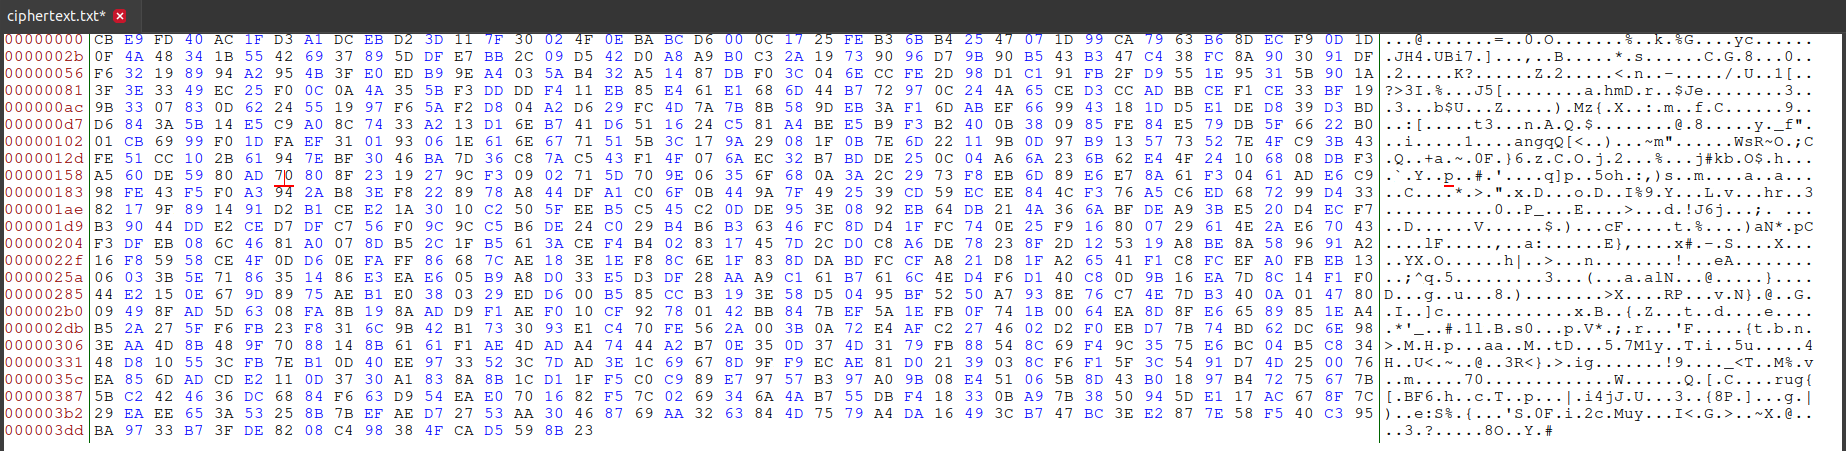 ciphertext.txt*
00000000 CB E9 FD 40 AC 1F D3 A1 DC EB D2 3D 11 7F 30 02 4F 0E BA BC D6 00 0C 17 25 FE B3 6B B4 25 47 07 1D 99 CA 79 63 B6 8D EC F9 0D 1D ...@.......=..0.O.......%..k.%G....yc......
0000002b 0F 4A 48 34 1B 55 42 69 37 89 5D DF E7 BB 2C 09 D5 42 D0 A8 A9 B0 C3 2A 19 73 90 96 D7 9B 90 B5 43 B3 47 C4 38 FC 8A 90 30 91 DF .JH4.UBi7.]...,..B.....*.s......C.G.8...0..
00000056 F6 32 19 89 94 A2 95 4B 3F E0 ED B9 9E A4 03 5A B4 32 A5 14 87 DB F0 3C 04 6E CC FE 2D 98 D1 C1 91 FB 2F D9 55 1E 95 31 5B 90 1A .2.....K?......Z.2.....<.n..-...../.U..1[..
00000081 3F 3E 33 49 EC 25 F0 0C 0A 4A 35 5B F3 DD DD F4 11 EB 85 E4 61 E1 68 6D 44 B7 72 97 0C 24 4A 65 CE D3 CC AD BB CE F1 CE 33 BF 19 ?>3I.%...J5[........a.hmD.r..$Je........3..
000000ac 9B 33 07 83 0D 62 24 55 19 97 F6 5A F2 D8 04 A2 D6 29 FC 4D 7A 7B 8B 58 9D EB 3A F1 6D AB EF 66 99 43 18 1D D5 E1 DE D8 39 D3 BD .3...b$U...Z.....).Mz{.X..:.m..f.C......9..
000000d7 D6 84 3A 5B 14 E5 C9 A0 8C 74 33 A2 13 D1 6E B7 41 D6 51 16 24 C5 81 A4 BE E5 B9 F3 B2 40 0B 38 09 85 FE 84 E5 79 DB 5F 66 22 B0 ..:[.....t3...n.A.Q.$........@.8.....y._f".
00000102 01 CB 69 99 F0 1D FA EF 31 01 93 06 1E 61 6E 67 71 51 5B 3C 17 9A 29 08 1F 0B 7E 6D 22 11 9B 0D 97 B9 13 57 73 52 7E 4F C9 3B 43 ..i.....1....angqQ[<..)...~m"......WsR~O.;C
0000012d FE 51 CC 10 2B 61 94 7E BF 30 46 BA 7D 36 C8 7A C5 43 F1 4F 07 6A EC 32 B7 BD DE 25 0C 04 A6 6A 23 6B 62 E4 4F 24 10 68 08 DB F3 .Q..+a.~.0F.}6.z.C.O.j.2...%...j#kb.O$.h...
00000158 A5 60 DE 59 80 AD 70 80 8F 23 19 27 9C F3 09 02 71 5D 70 9E 06 35 6F 68 0A 3A 2C 29 73 F8 EB 6D 89 E6 E7 8A 61 F3 04 61 AD E6 C9 .`.Y..p..#.'....q]p..5oh.:,)s..m....a..a...
00000183 98 FE 43 F5 F0 A3 94 2A B8 3E F8 22 89 78 A8 44 DF A1 C6 0F 0B 44 9A 7F 49 25 39 CD 59 EC EE 84 4C F3 76 A5 C6 ED 68 72 99 D4 33 ..C....*.>.".x.D...o.D..I%9.Y...L.v...hr..3
000001ae 82 17 9F 89 14 91 D2 B1 CE E2 1A 30 10 C2 50 5F EE B5 C5 45 C2 0D DE 95 3E 08 92 EB 64 DB 21 4A 36 6A BF DE A9 3B E5 20 D4 EC F7 ...........0..P_...E....>...d.!J6j...;. ...
000001d9 B3 90 44 DD E2 CE D7 DF C7 56 F0 9C 9C C5 B6 DE 24 C0 29 B4 B6 B3 63 46 FC 8D D4 1F FC 74 0E 25 F9 16 80 07 29 61 4E 2A E6 70 43 ..D......V......$.)...cF.....t.%....)aN*.pC
00000204 F3 DF EB 08 6C 46 81 A0 07 8D B5 2C 1F B5 61 3A CE F4 B4 02 83 17 45 7D 2C D0 C8 A6 DE 78 23 8F 2D 12 53 19 A8 BE 8A 58 96 91 A2 ....lF.....,..a:......E},....x#.-.S....X...
0000022f 16 F8 59 58 CE 4F 0D D6 0E FA FF 86 68 7C AE 18 3E 1E F8 8C 6E 1F 83 8D DA BD FC CF A8 21 D8 1F A2 65 41 F1 C8 FC EF A0 FB EB 13 ..YX.O......h|..>...n........!...eA........
0000025a 06 03 3B 5E 71 86 35 14 86 E3 EA E6 05 B9 A8 D0 33 E5 D3 DF 28 AA A9 C1 61 B7 61 6C 4E D4 F6 D1 40 C8 0D 9B 16 EA 7D 8C 14 F1 F0 ..;^q.5.........3...(...a.alN...@.....}....
00000285 44 E2 15 0E 67 9D 89 75 AE B1 E0 38 03 29 ED D6 00 B5 85 CC B3 19 3E 58 D5 04 95 BF 52 50 A7 93 8E 76 C7 4E 7D B3 40 0A 01 47 80 D...g..u...8.)........>X....RP...v.N}.@..G.
000002b0 09 49 8F AD 5D 63 08 FA 8B 19 8A AD D9 F1 AE F0 10 CF 92 78 01 42 BB 84 7B EF 5A 1E FB 0F 74 1B 00 64 EA 8D 8F E6 65 89 85 1E A4 .I..]c.............x.B..{.Z...t..d....e....
000002db B5 2A 27 5F F6 FB 23 F8 31 6C 9B 42 B1 73 30 93 E1 C4 70 FE 56 2A 00 3B 0A 72 E4 AF C2 27 46 02 D2 F0 EB D7 7B 74 BD 62 DC 6E 98 .*'_..#.1l.B.s0...p.V*.;.r...'F.....{t.b.n.
00000306 3E AA 4D 8B 48 9F 70 88 14 8B 61 61 F1 AE 4D AD A4 74 44 A2 B7 0E 35 0D 37 4D 31 79 FB 88 54 8C 69 F4 9C 35 75 E6 BC 04 B5 C8 34 >.M.H.p...aa..M..tD...5.7M1y..T.i..5u.....4
00000331 48 D8 10 55 3C FB 7E B1 0D 40 EE 97 33 52 3C 7D AD 3E 1C 69 67 8D 9F F9 EC AE 81 D0 21 39 03 8C F6 F1 5F 3C 54 91 D7 4D 25 00 76 H..U<.~..@..3R<}.>.ig.......!9...._<T..M%.v
0000035c EA 85 6D AD CD E2 11 0D 37 30 A1 83 8A 8B 1C D1 1F F5 C0 C9 89 E7 97 57 B3 97 A0 9B 08 E4 51 06 5B 8D 43 B0 18 97 B4 72 75 67 7B ..m.....70.............W......Q.[.C....rug{
00000387 5B C2 42 46 36 DC 68 84 F6 63 D9 54 EA E0 70 16 82 F5 7C 02 69 34 6A 4A B7 55 DB F4 18 33 0B A9 7B 38 50 94 5D E1 17 AC 67 8F 7C [.BF6.h..c.T..p...|.i4jJ.U...3..{8P.]...g.|
000003b2 29 EA EE 65 3A 53 25 8B 7B EF AE D7 27 53 AA 30 46 87 69 AA 32 63 84 4D 75 79 A4 DA 16 49 3C B7 47 BC 3E E2 87 7E 58 F5 40 C3 95 )..e:S%.{...'S.0F.i.2c.Muy...I<.G.>..~X.@..
000003dd BA 97 33 B7 3F DE 82 08 C4 98 38 4F CA D5 59 8B 23 ..3.?.....8O..Y.#